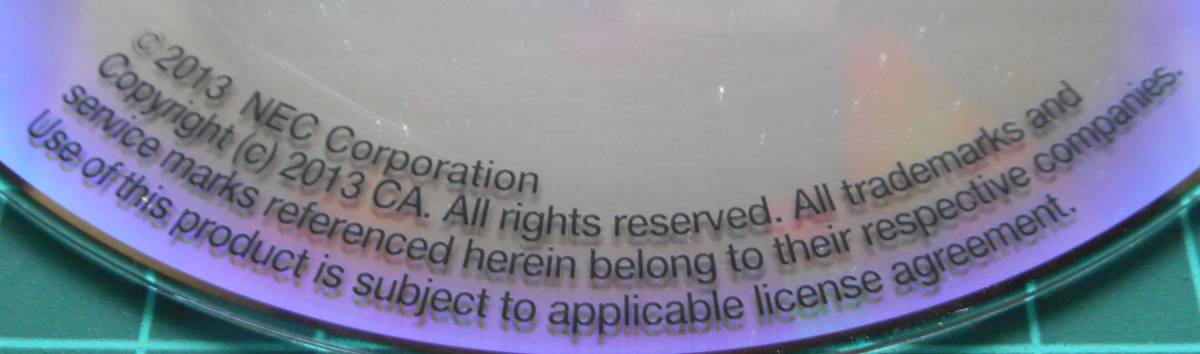 © 2013 NEC Corporation
Copyright (c) 2013 CA. All rights reserved. All trademarks and
service marks referenced herein belong to their respective companies.
Use of this product is subject to applicable license agreement.